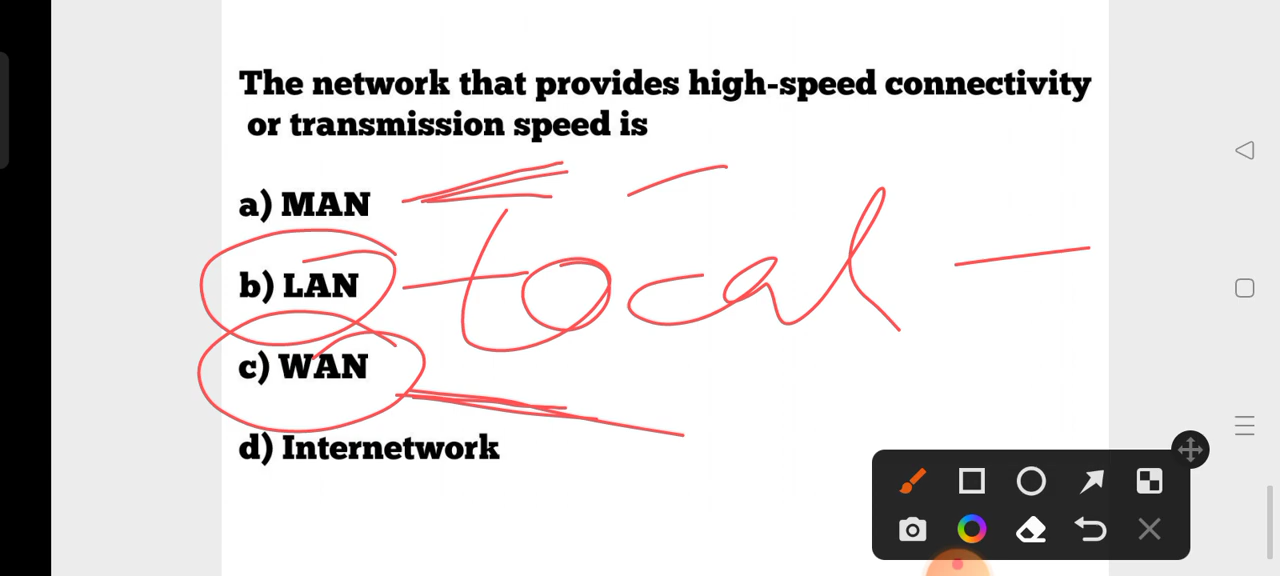 The network that provides high-speed connectivity
or transmission speed is
a) MAN
b) LAN
local
c) WAN
d) Internetwork